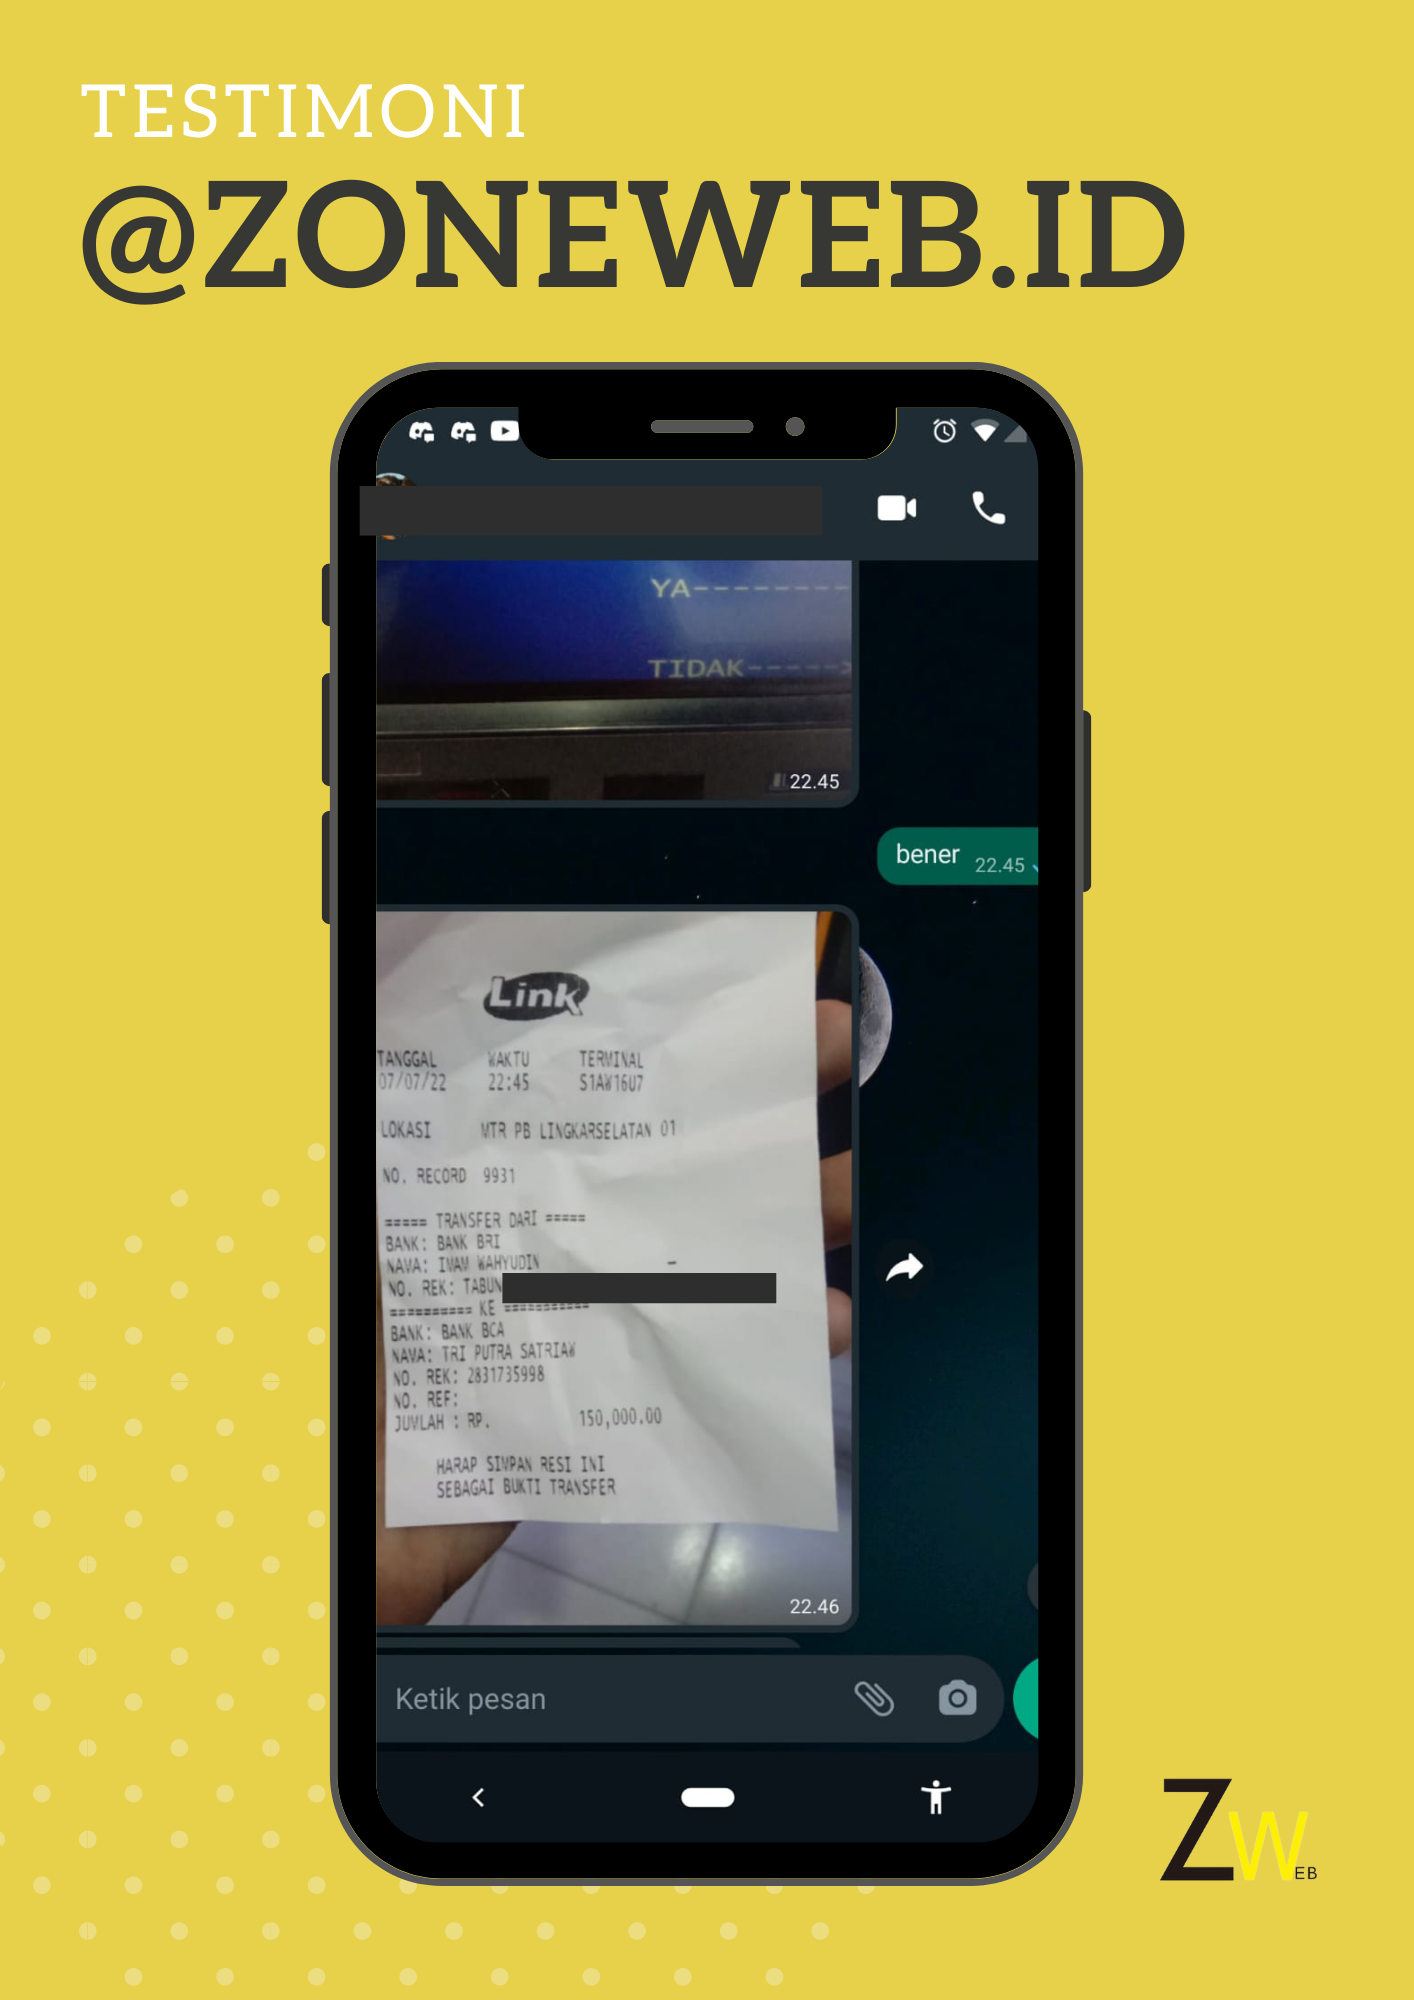 TESTIMONI
@ZONEWEB.ID
YA--------
TIDAK----->
22.45
bener 22.45
Link
TANGGAL WAKTU TERMINAL
07/07/22 22:45 S1AW16U7
LOKASI MTR PB LINGKARSELATAN 01
NO. RECORD 9931
===== TRANSFER DARI =====
BANK: BANK BRI
NAMA: IMAM WAHYUDIN
NO. REK: TABUN
========== KE ==========
BANK: BANK BCA
NAMA: TRI PUTRA SATRIAW
NO. REK: 2831735998
NO. REF:
JUMLAH : RP. 150,000.00
HARAP SIMPAN RESI INI
SEBAGAI BUKTI TRANSFER
22.46
Ketik pesan
ZW
EB